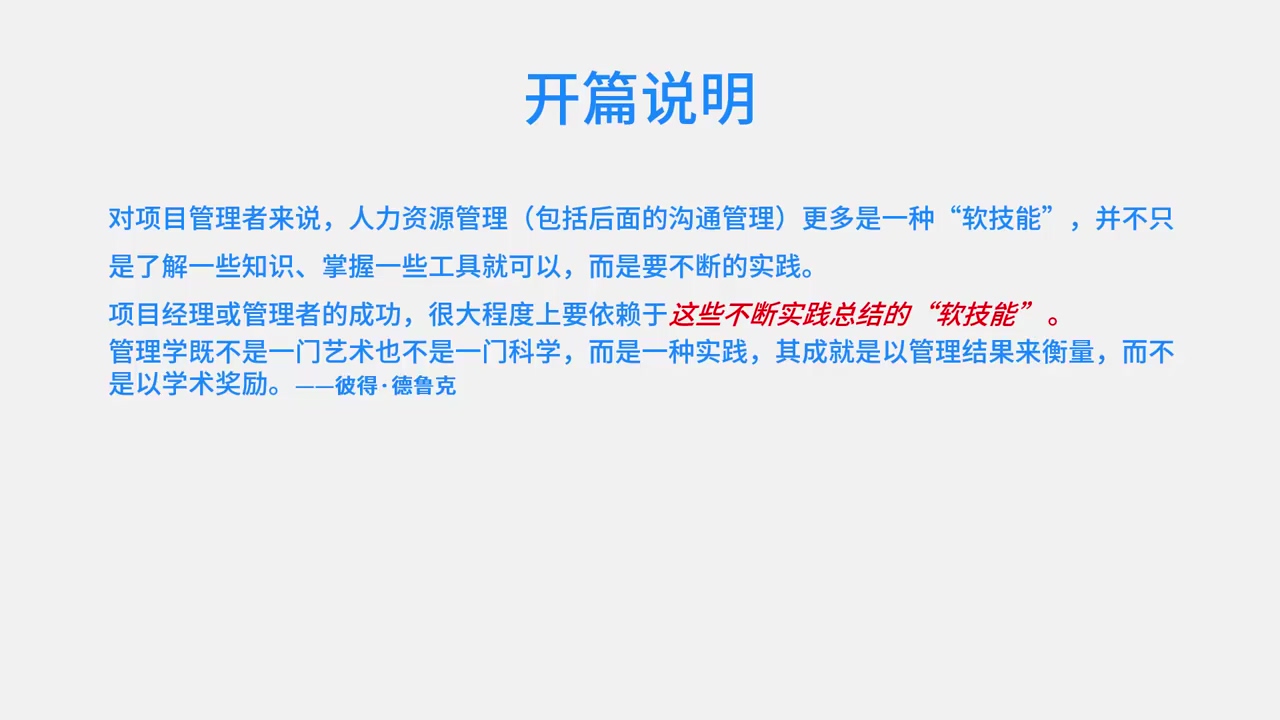 开篇说明
对项目管理者来说，人力资源管理（包括后面的沟通管理）更多是一种“软技能”，并不只
是了解一些知识、掌握一些工具就可以，而是要不断的实践。
项目经理或管理者的成功，很大程度上要依赖于这些不断实践总结的“软技能”。
管理学既不是一门艺术也不是一门科学，而是一种实践，其成就是以管理结果来衡量，而不
是以学术奖励。——彼得·德鲁克